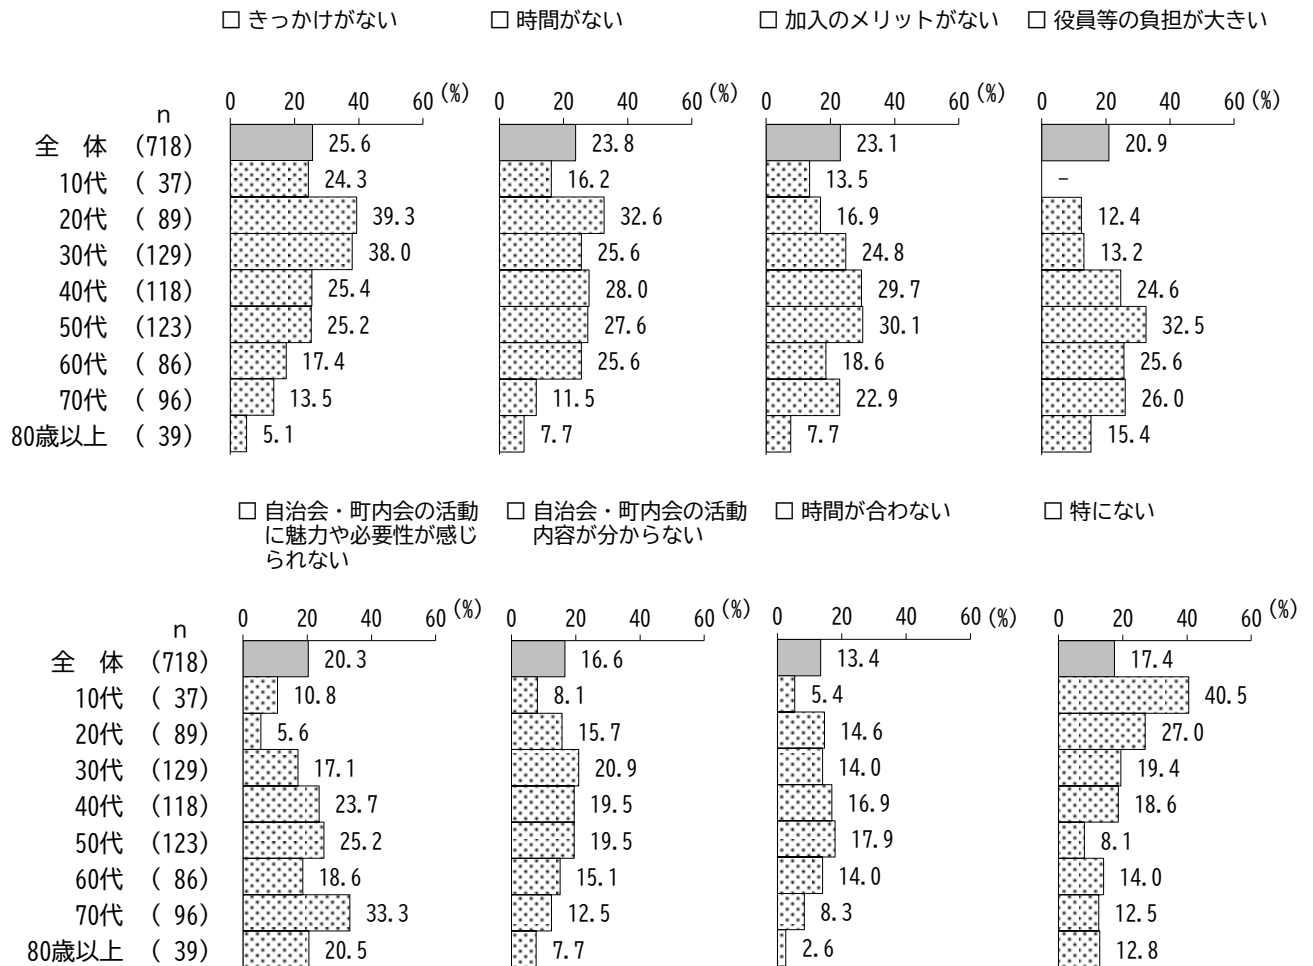 □ きっかけがない □ 時間がない □ 加入のメリットがない □ 役員等の負担が大きい
0 20 40 60 (%) 0 20 40 60 (%) 0 20 40 60 (%) 0 20 40 60 (%)
n
全 体 (718) 25.6 23.8 23.1 20.9
10代 ( 37) 24.3 16.2 13.5 -
20代 ( 89) 39.3 32.6 16.9 12.4
30代 (129) 38.0 25.6 24.8 13.2
40代 (118) 25.4 28.0 29.7 24.6
50代 (123) 25.2 27.6 30.1 32.5
60代 ( 86) 17.4 25.6 18.6 25.6
70代 ( 96) 13.5 11.5 22.9 26.0
80歳以上 ( 39) 5.1 7.7 7.7 15.4
□ 自治会・町内会の活動 □ 自治会・町内会の活動 □ 時間が合わない □ 特にない
に魅力や必要性が感じ 内容が分からない
られない
0 20 40 60 (%) 0 20 40 60 (%) 0 20 40 60 (%) 0 20 40 60 (%)
n
全 体 (718) 20.3 16.6 13.4 17.4
10代 ( 37) 10.8 8.1 5.4 40.5
20代 ( 89) 5.6 15.7 14.6 27.0
30代 (129) 17.1 20.9 14.0 19.4
40代 (118) 23.7 19.5 16.9 18.6
50代 (123) 25.2 19.5 17.9 8.1
60代 ( 86) 18.6 15.1 14.0 14.0
70代 ( 96) 33.3 12.5 8.3 12.5
80歳以上 ( 39) 20.5 7.7 2.6 12.8